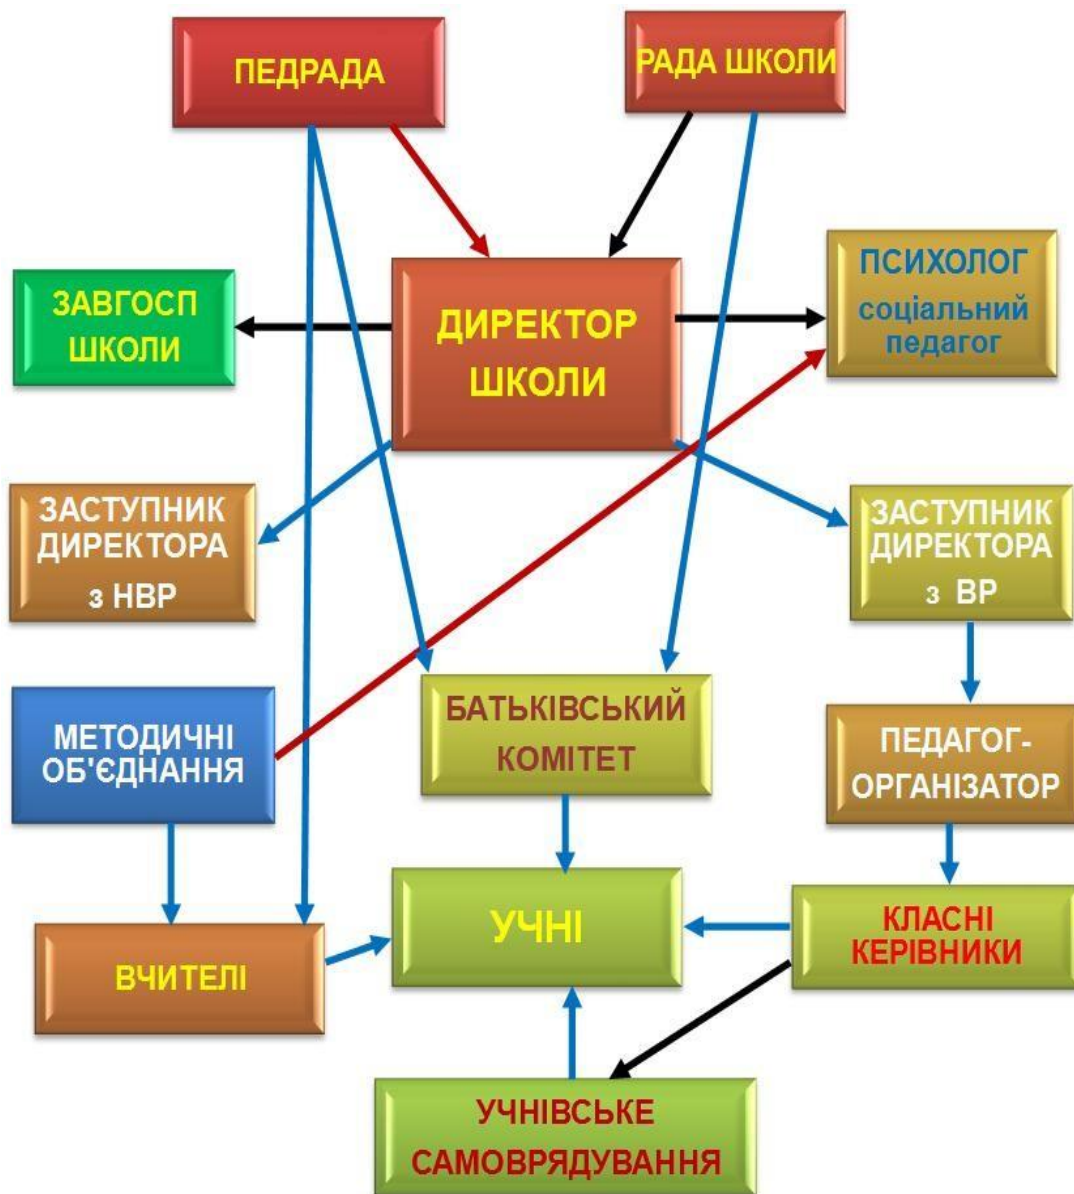 ПЕДРАДА
РАДА ШКОЛИ
ЗАВГОСП
ШКОЛИ
ДИРЕКТОР
ШКОЛИ
ПСИХОЛОГ
соціальний
педагог
ЗАСТУПНИК
ДИРЕКТОРА
з НВР
ЗАСТУПНИК
ДИРЕКТОРА
з ВР
МЕТОДИЧНІ
ОБ'ЄДНАННЯ
БАТЬКІВСЬКИЙ
КОМІТЕТ
ПЕДАГОГ-
ОРГАНІЗАТОР
ВЧИТЕЛІ
УЧНІ
КЛАСНІ
КЕРІВНИКИ
УЧНІВСЬКЕ
САМОВРЯДУВАННЯ